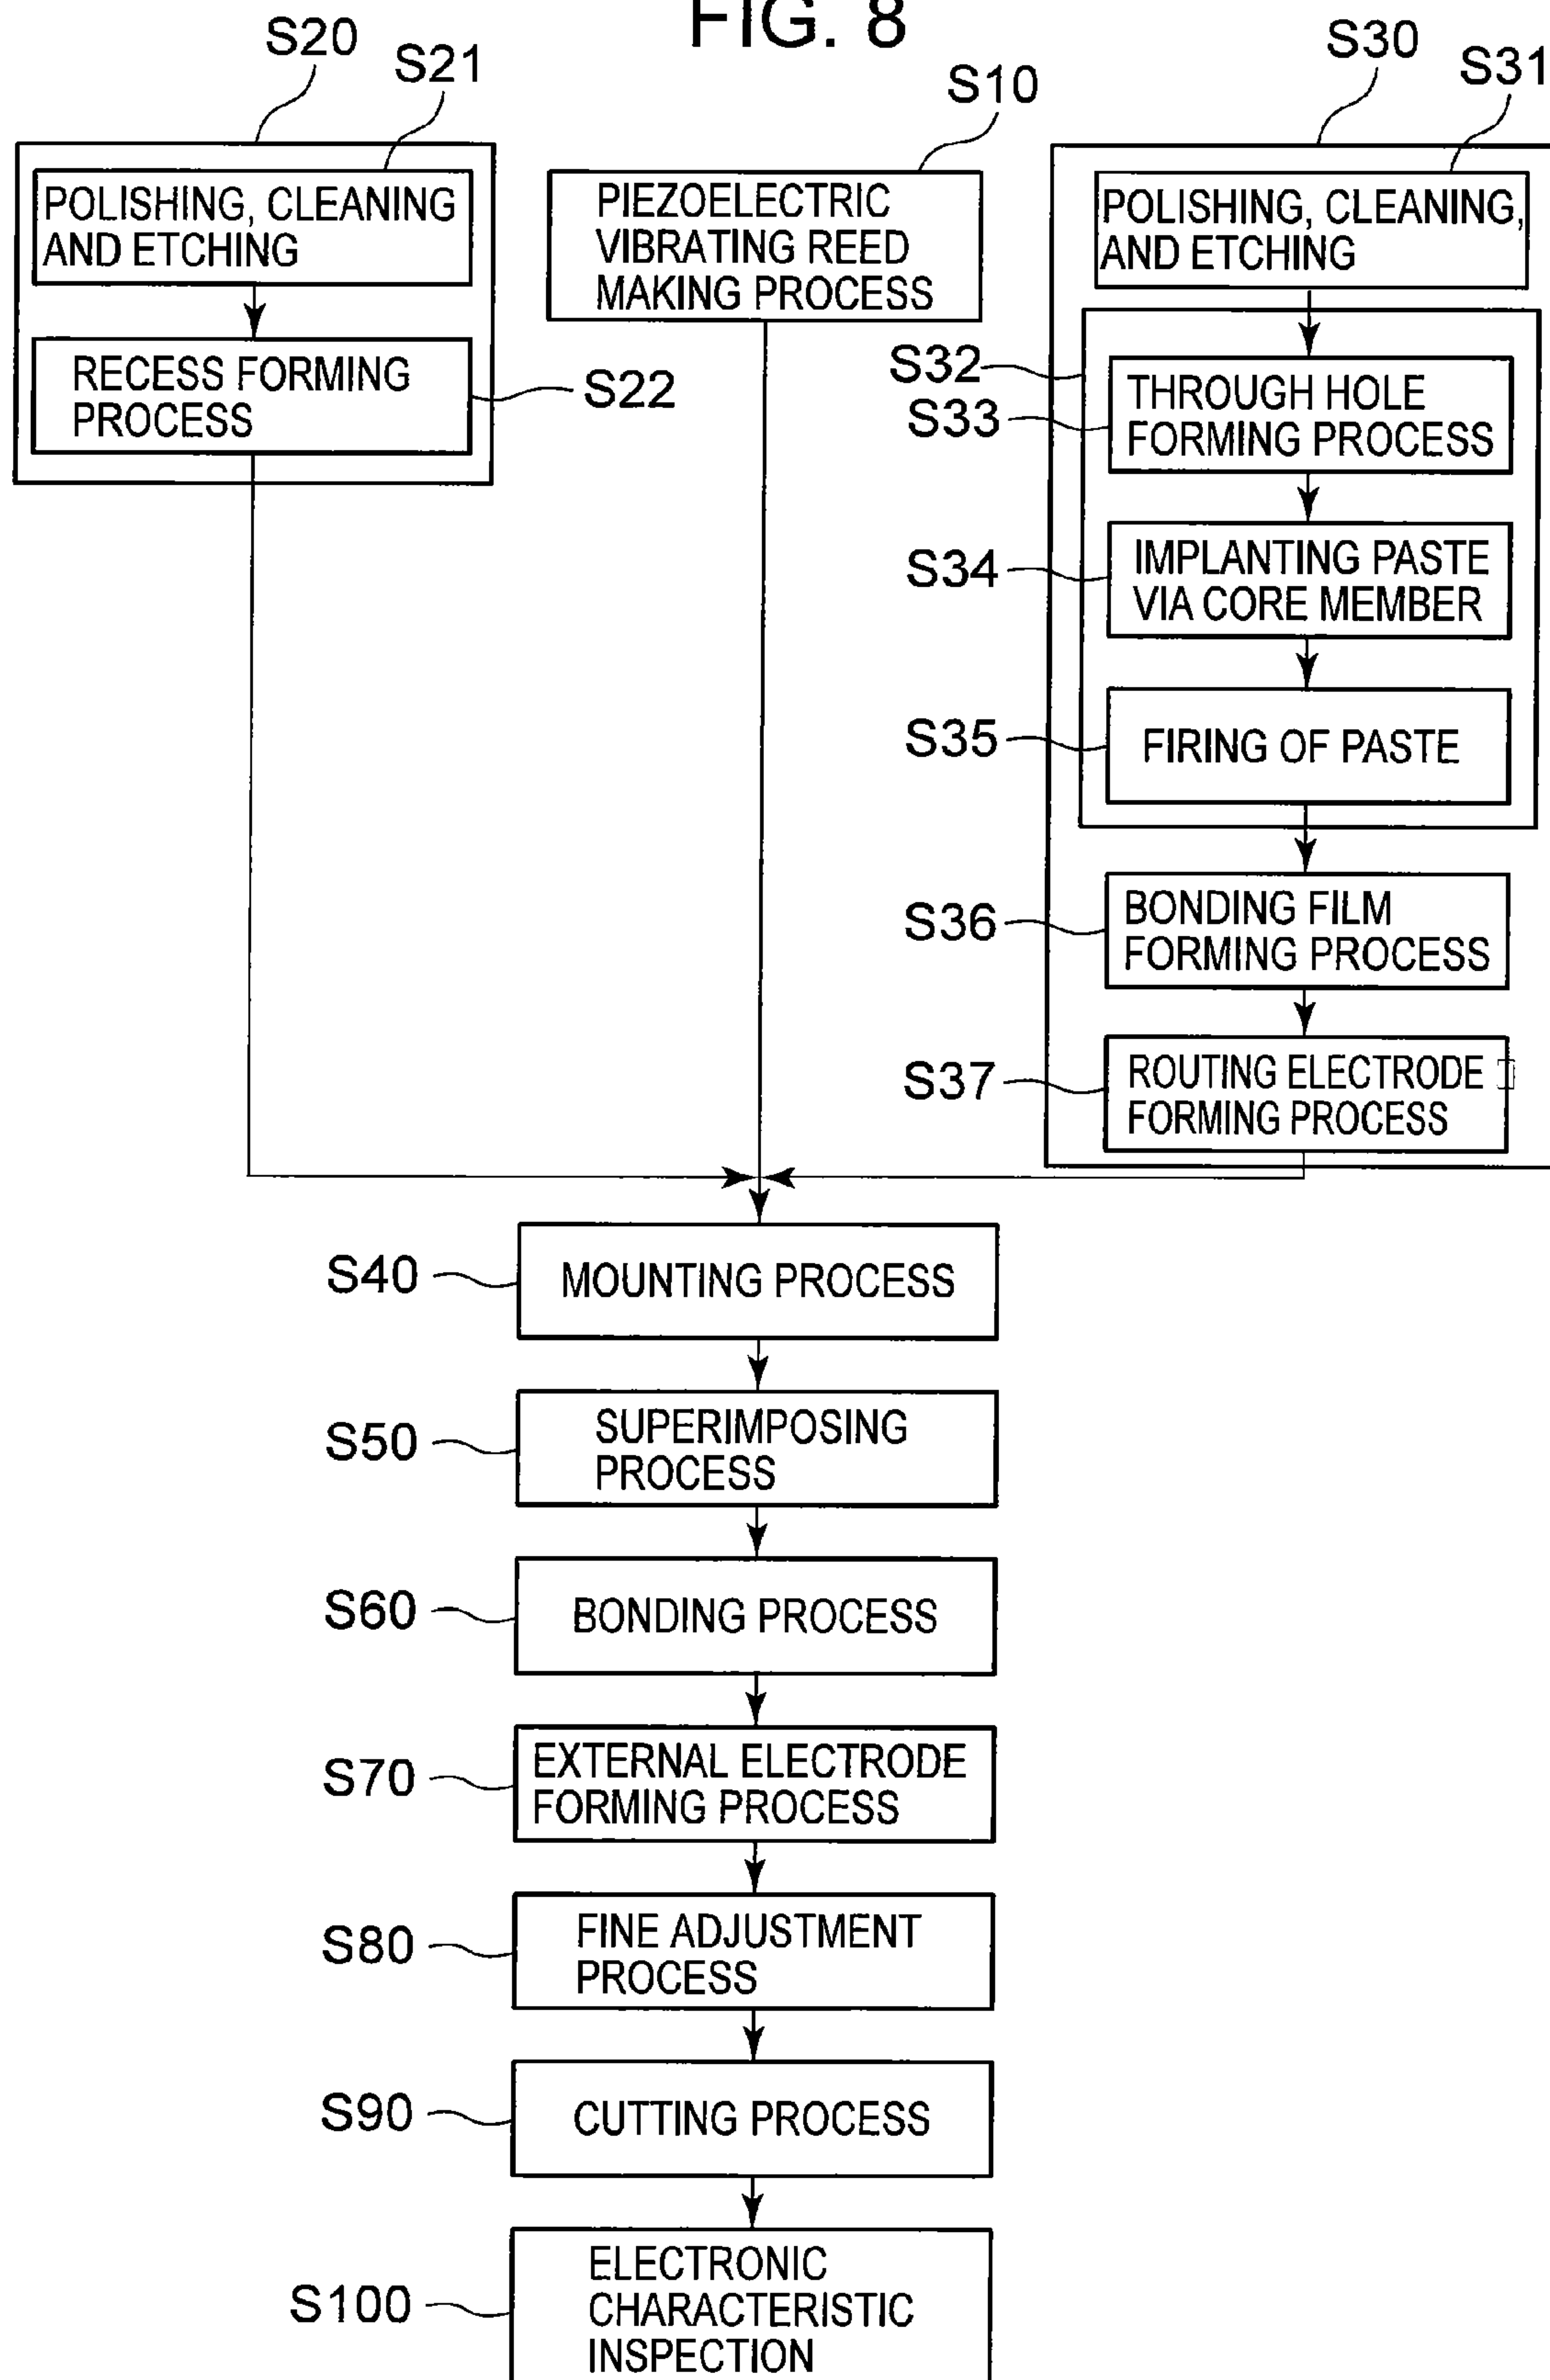 FIG. 8
S20
S21
POLISHING, CLEANING
AND ETCHING
RECESS FORMING
PROCESS
S22
S10
PIEZOELECTRIC
VIBRATING REED
MAKING PROCESS
S30
S31
POLISHING, CLEANING,
AND ETCHING
S32
S33
THROUGH HOLE
FORMING PROCESS
S34
IMPLANTING PASTE
VIA CORE MEMBER
S35
FIRING OF PASTE
S36
BONDING FILM
FORMING PROCESS
S37
ROUTING ELECTRODE
FORMING PROCESS
S40
MOUNTING PROCESS
S50
SUPERIMPOSING
PROCESS
S60
BONDING PROCESS
S70
EXTERNAL ELECTRODE
FORMING PROCESS
S80
FINE ADJUSTMENT
PROCESS
S90
CUTTING PROCESS
S100
ELECTRONIC
CHARACTERISTIC
INSPECTION